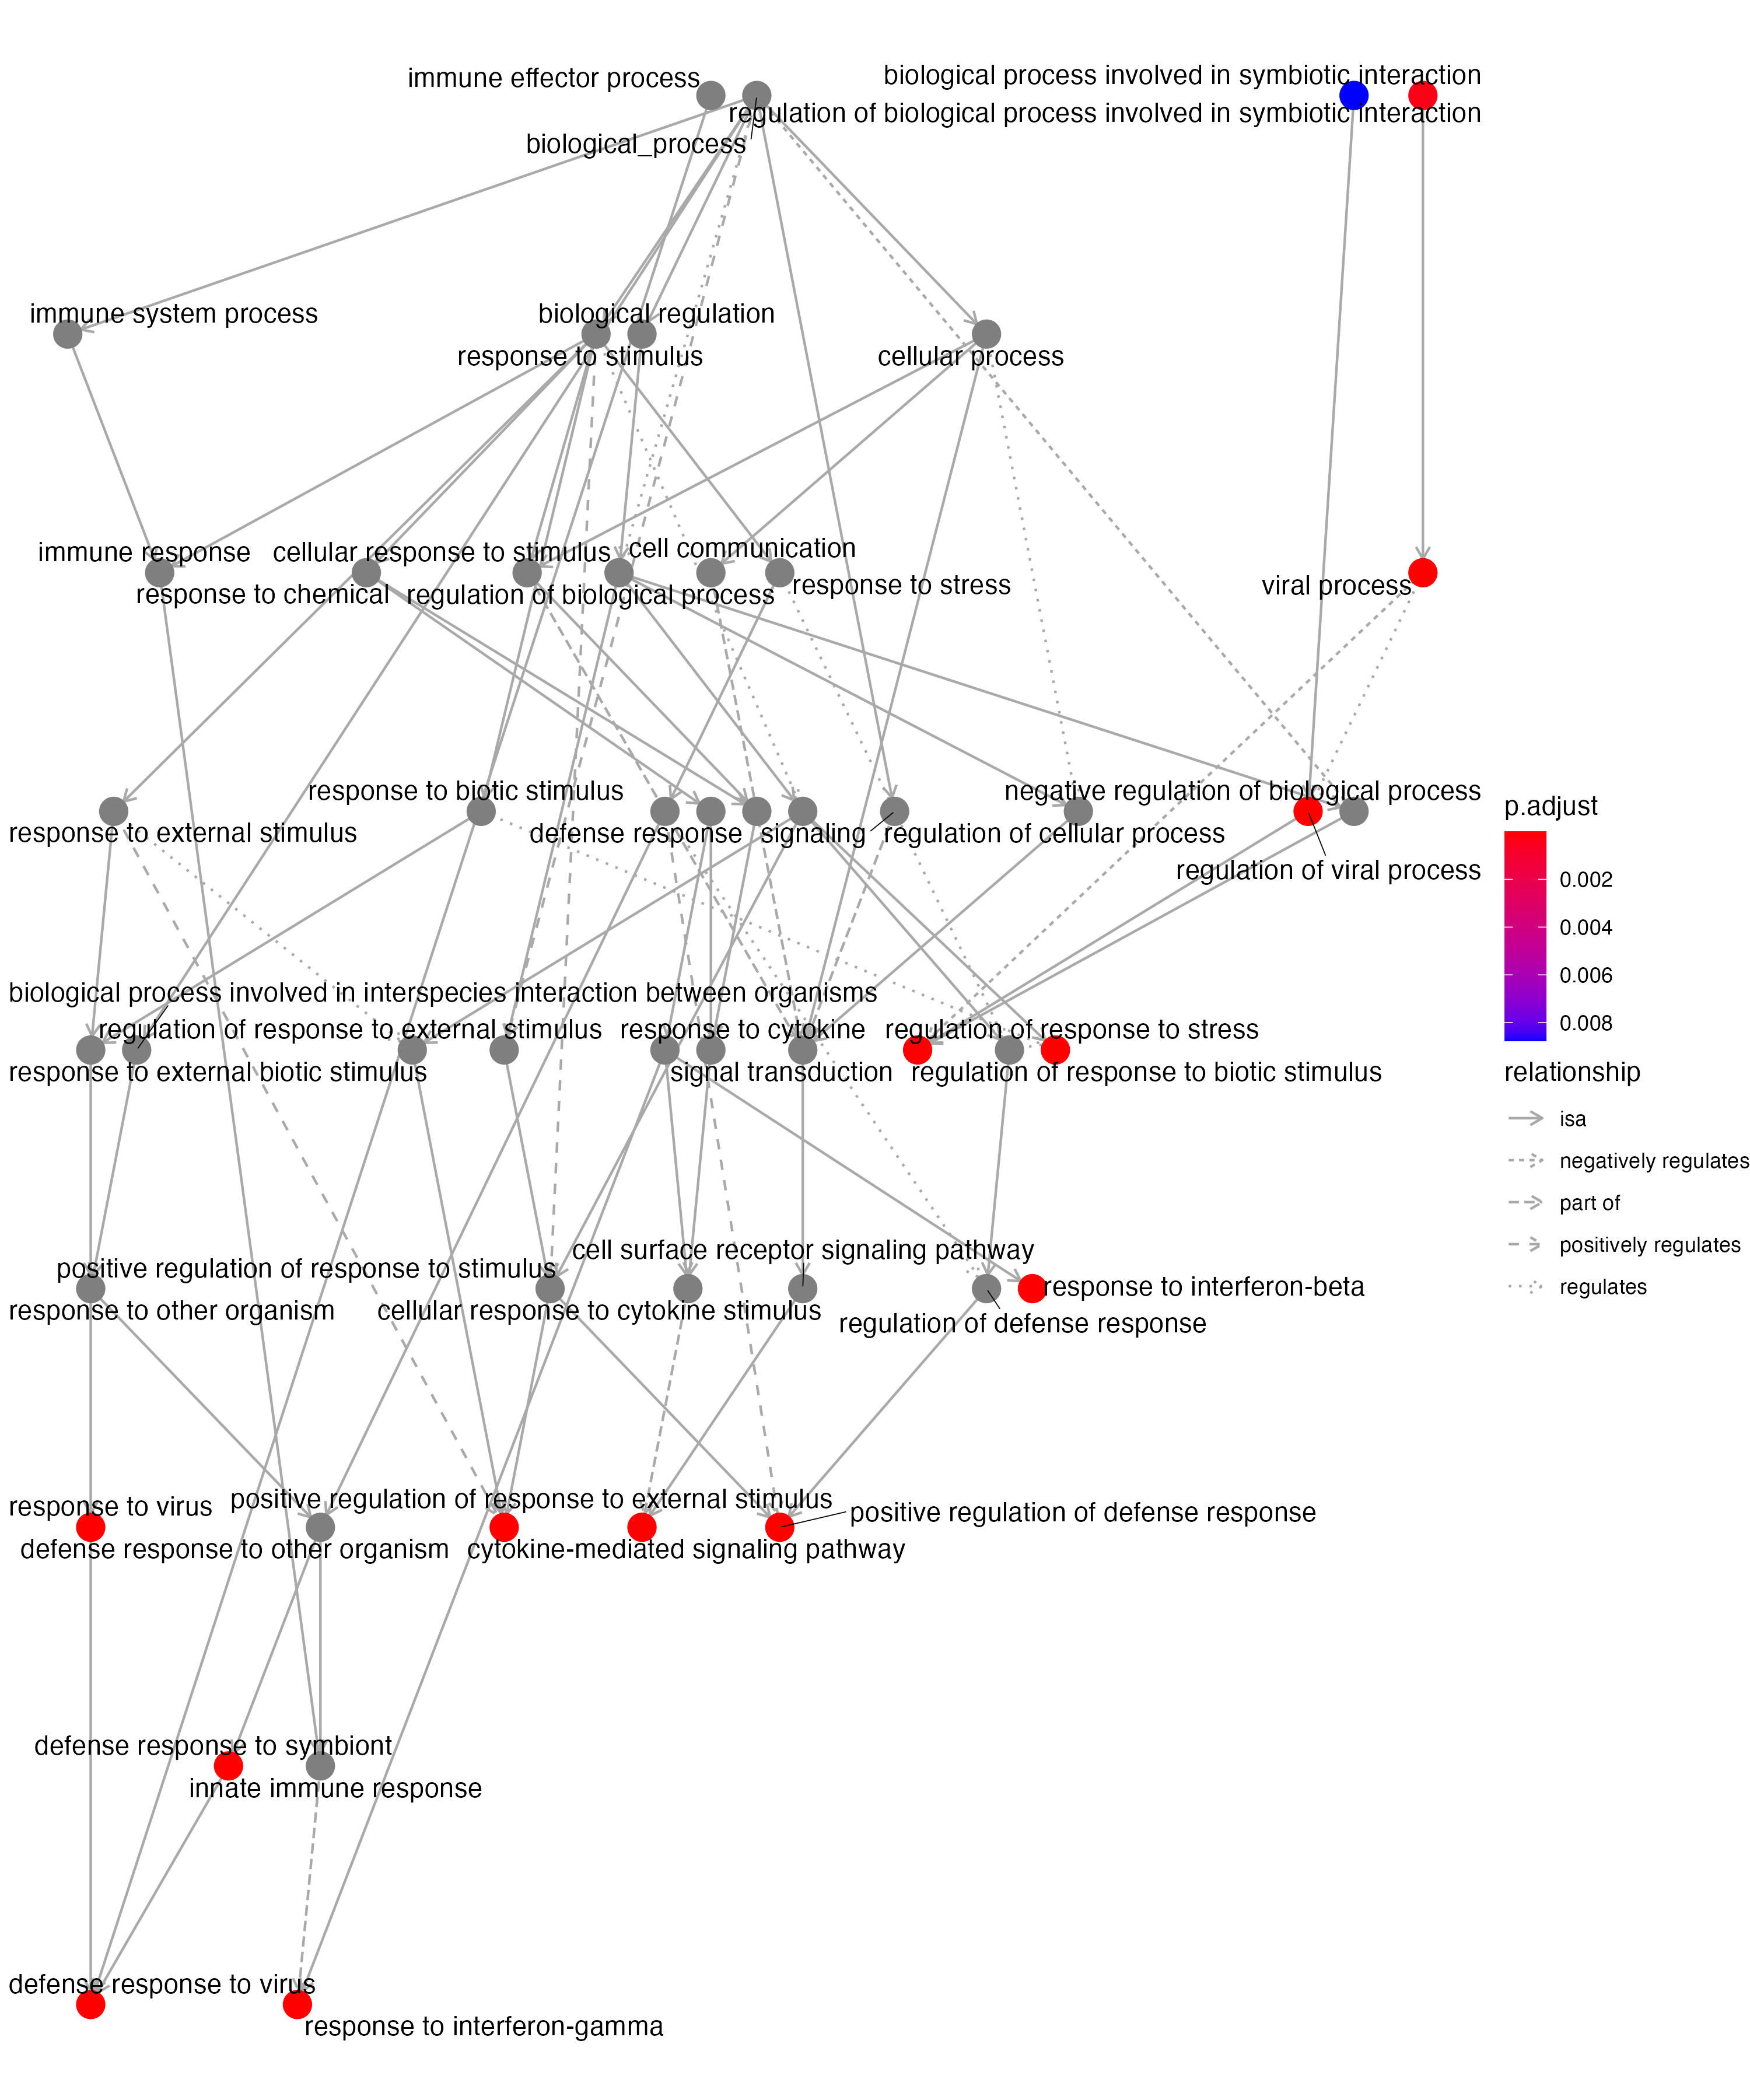 immune effector process
biological process involved in symbiotic interaction
regulation of biological process involved in symbiotic interaction
biological_process
immune system process
biological regulation
response to stimulus
cellular process
immune response
cellular response to stimulus
cell communication
response to chemical
regulation of biological process
response to stress
viral process
response to biotic stimulus
negative regulation of biological process
response to external stimulus
defense response
signaling
regulation of cellular process
regulation of viral process
biological process involved in interspecies interaction between organisms
regulation of response to external stimulus
response to cytokine
regulation of response to stress
response to external biotic stimulus
signal transduction
regulation of response to biotic stimulus
cell surface receptor signaling pathway
positive regulation of response to stimulus
response to interferon-beta
response to other organism
cellular response to cytokine stimulus
regulation of defense response
response to virus
positive regulation of response to external stimulus
positive regulation of defense response
defense response to other organism
cytokine-mediated signaling pathway
defense response to symbiont
innate immune response
defense response to virus
response to interferon-gamma
p.adjust
0.002
0.004
0.006
0.008
relationship
isa
negatively regulates
part of
positively regulates
regulates